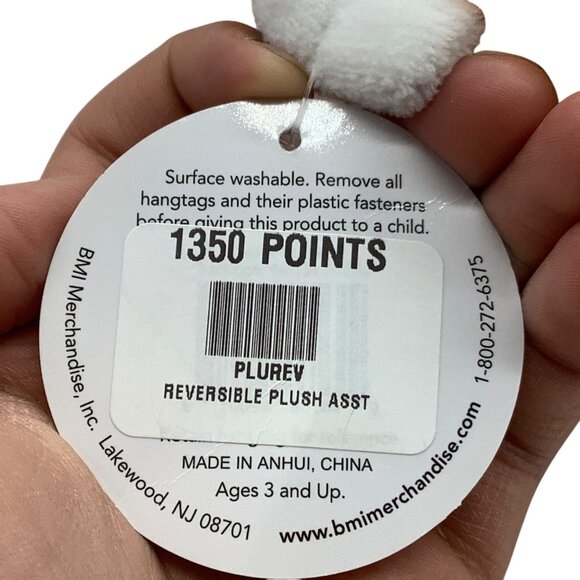 Surface washable. Remove all
hangtags and their plastic fasteners
before giving this product to a child.
1350 POINTS
PLUREV
REVERSIBLE PLUSH ASST
for reference.
MADE IN ANHUI, CHINA
Ages 3 and Up.
BMI Merchandise, Inc. Lakewood, NJ 08701
www.bmimerchandise.com 1-800-272-6375